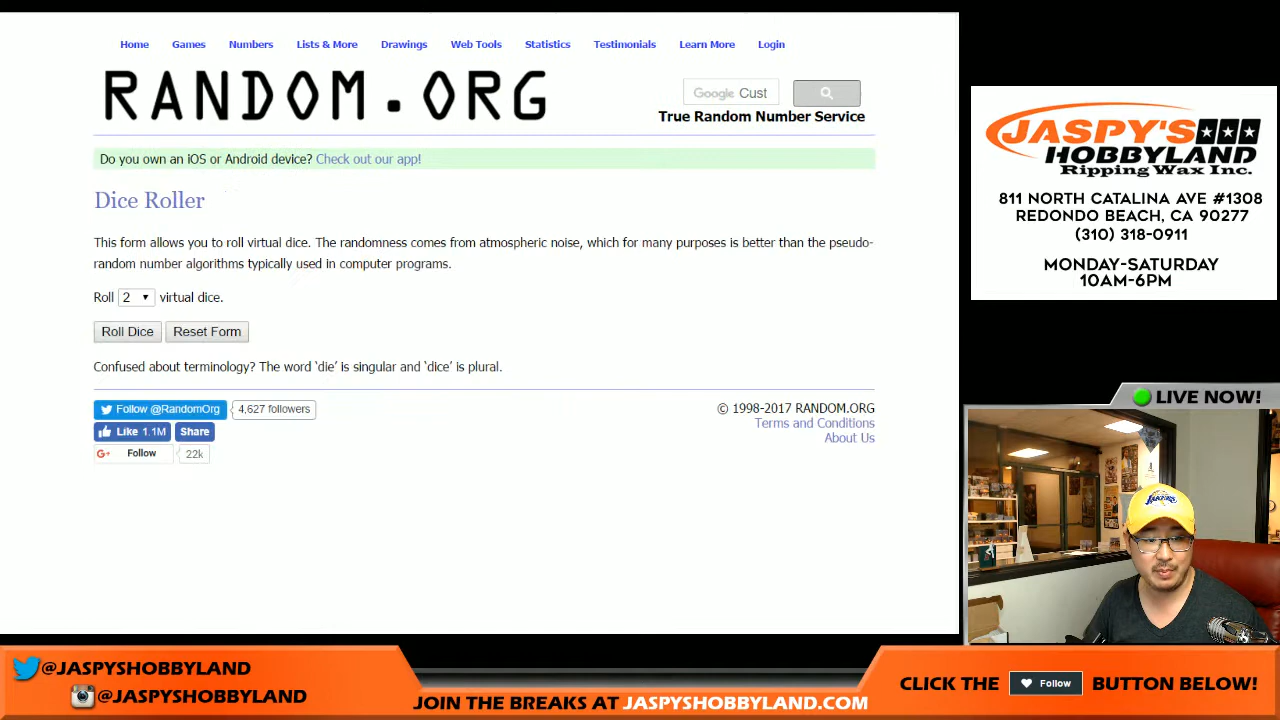 Home Games Numbers Lists & More Drawings Web Tools Statistics Testimonials Learn More Login
RANDOM.ORG
Google Cust
True Random Number Service
Do you own an iOS or Android device? Check out our app!
Dice Roller
This form allows you to roll virtual dice. The randomness comes from atmospheric noise, which for many purposes is better than the pseudo-
random number algorithms typically used in computer programs.
Roll 2 virtual dice.
Roll Dice Reset Form
Confused about terminology? The word ‘die’ is singular and ‘dice’ is plural.
Follow @RandomOrg 4,627 followers
Like 1.1M Share
Follow 22k
© 1998-2017 RANDOM.ORG
Terms and Conditions
About Us
JASPY'S
HOBBYLAND
Ripping Wax Inc.
811 NORTH CATALINA AVE #1308
REDONDO BEACH, CA 90277
(310) 318-0911
MONDAY-SATURDAY
10AM-6PM
LIVE NOW!
@JASPYSHOBBYLAND
@JASPYSHOBBYLAND
JOIN THE BREAKS AT JASPYSHOBBYLAND.COM
CLICK THE Follow BUTTON BELOW!